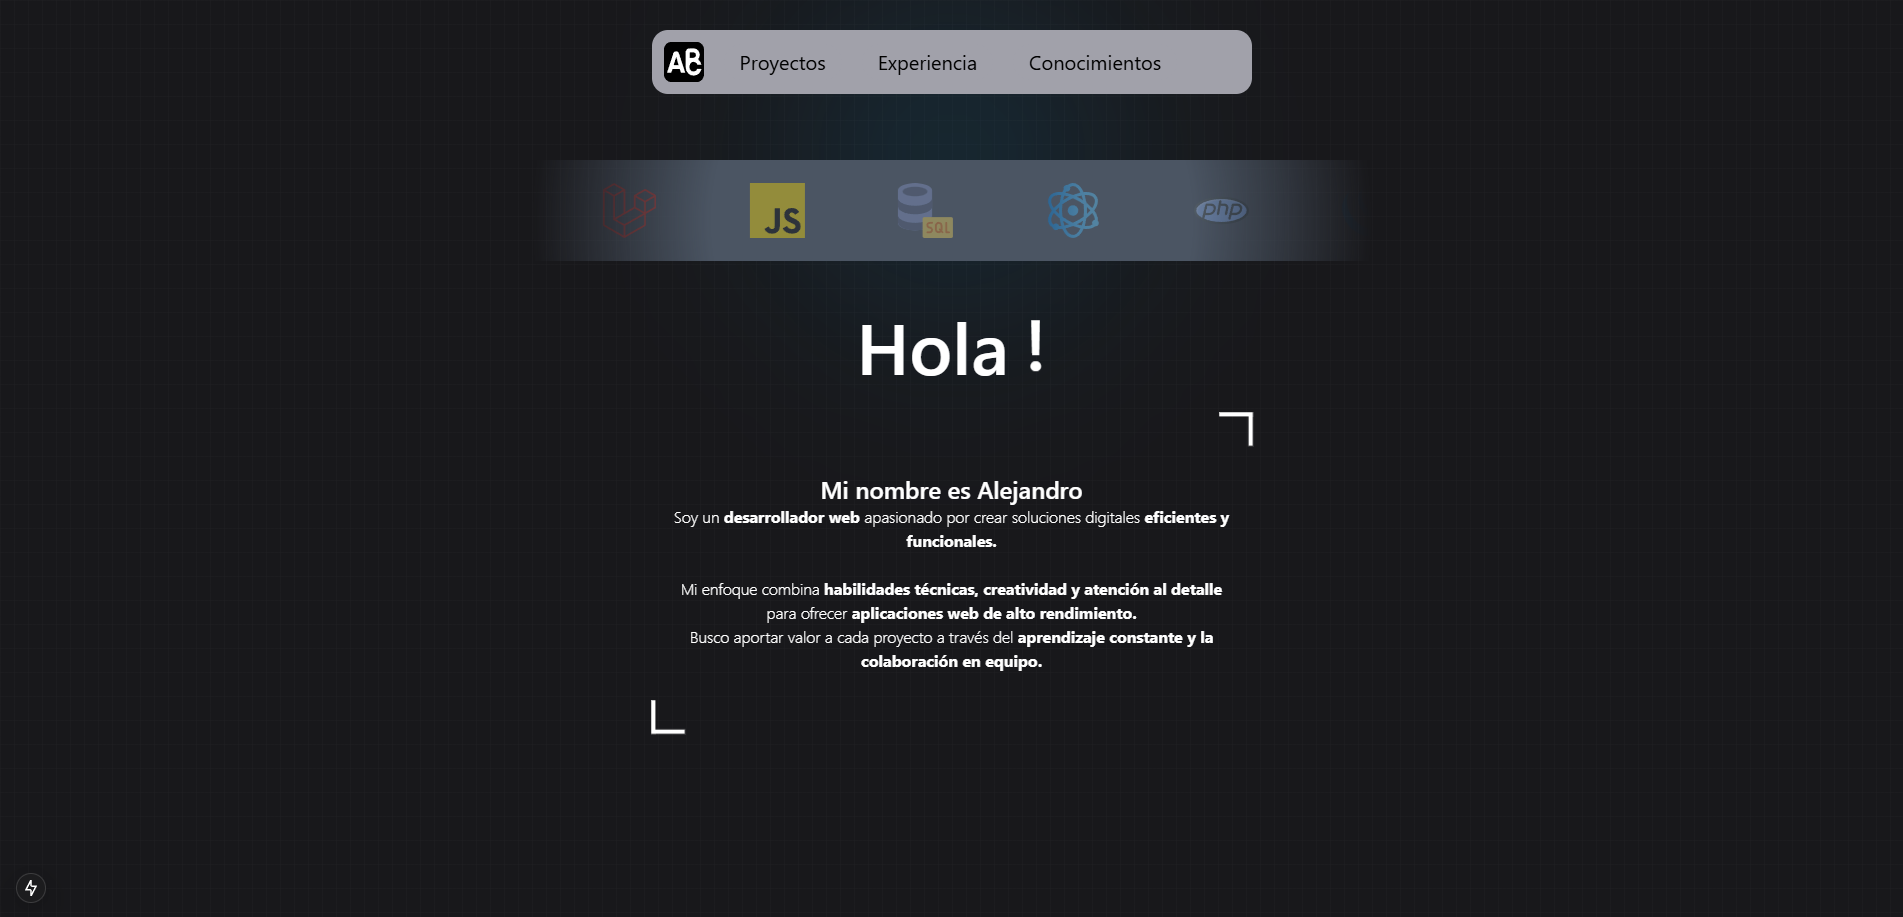 ABC
Proyectos Experiencia Conocimientos
JS SQL php
Hola !
Mi nombre es Alejandro
Soy un desarrollador web apasionado por crear soluciones digitales eficientes y
funcionales.
Mi enfoque combina habilidades técnicas, creatividad y atención al detalle
para ofrecer aplicaciones web de alto rendimiento.
Busco aportar valor a cada proyecto a través del aprendizaje constante y la
colaboración en equipo.